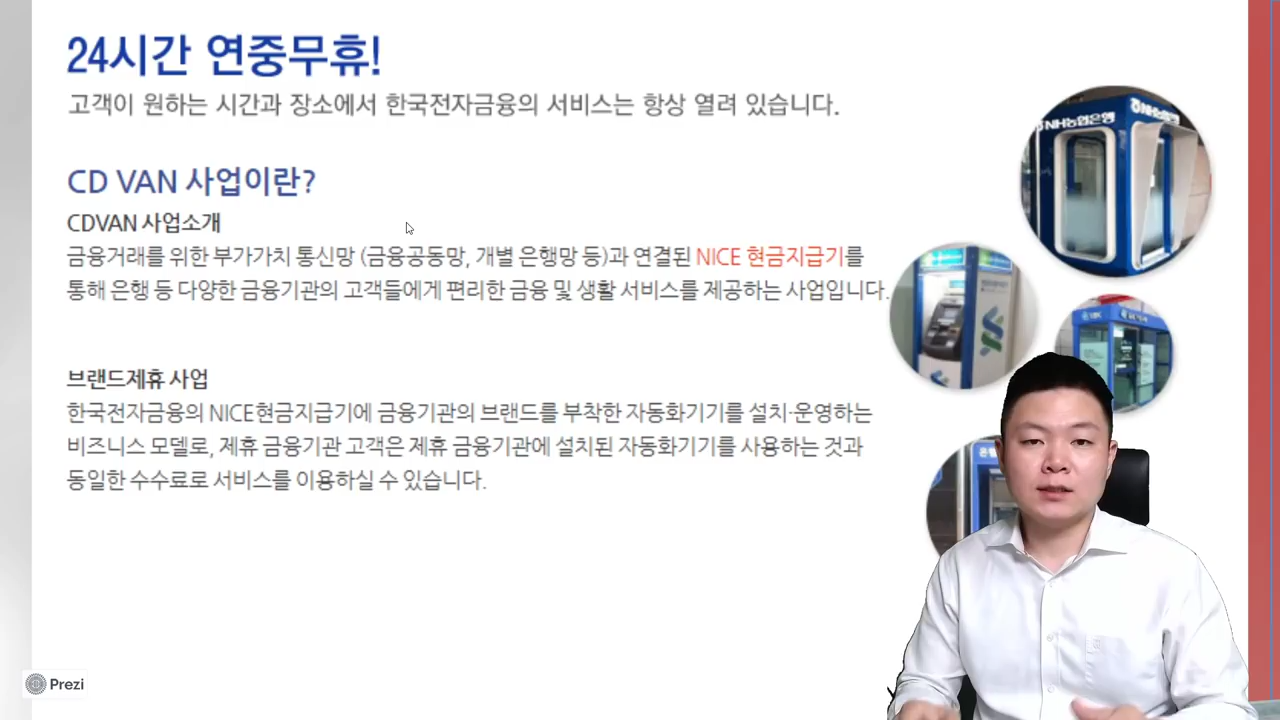 24시간 연중무휴!
고객이 원하는 시간과 장소에서 한국전자금융의 서비스는 항상 열려 있습니다.
CD VAN 사업이란?
CDVAN 사업소개
금융거래를 위한 부가가치 통신망 (금융공동망, 개별 은행망 등)과 연결된 NICE 현금지급기를
통해 은행 등 다양한 금융기관의 고객들에게 편리한 금융 및 생활 서비스를 제공하는 사업입니다.
브랜드제휴 사업
한국전자금융의 NICE현금지급기에 금융기관의 브랜드를 부착한 자동화기기를 설치·운영하는
비즈니스 모델로, 제휴 금융기관 고객은 제휴 금융기관에 설치된 자동화기기를 사용하는 것과
동일한 수수료로 서비스를 이용하실 수 있습니다.
NH농협은행
NH농협은행
Prezi